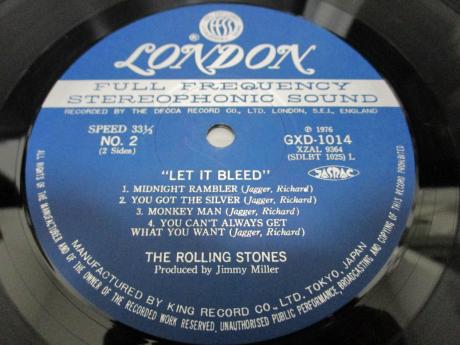 LONDON
FULL FREQUENCY
STEREOPHONIC SOUND
RECORDED BY THE DECCA RECORD CO., LTD. LONDON, S.E.I., ENGLAND
SPEED 33⅓
NO. 2
(2 Sides)
℗ 1976
GXD-1014
XZAL 9364
(SDLBT 1025) L
JASRAC
"LET IT BLEED"
1. MIDNIGHT RAMBLER (Jagger, Richard)
2. YOU GOT THE SILVER (Jagger, Richard)
3. MONKEY MAN (Jagger, Richard)
4. YOU CAN'T ALWAYS GET
WHAT YOU WANT (Jagger, Richard)
THE ROLLING STONES
Produced by Jimmy Miller
MANUFACTURED BY KING RECORD CO., LTD. TOKYO, JAPAN
ALL RIGHTS OF THE MANUFACTURER AND OF THE OWNER OF THE RECORDED WORK RESERVED. UNAUTHORISED PUBLIC PERFORMANCE, BROADCASTING AND COPYING OF THIS RECORD PROHIBITED